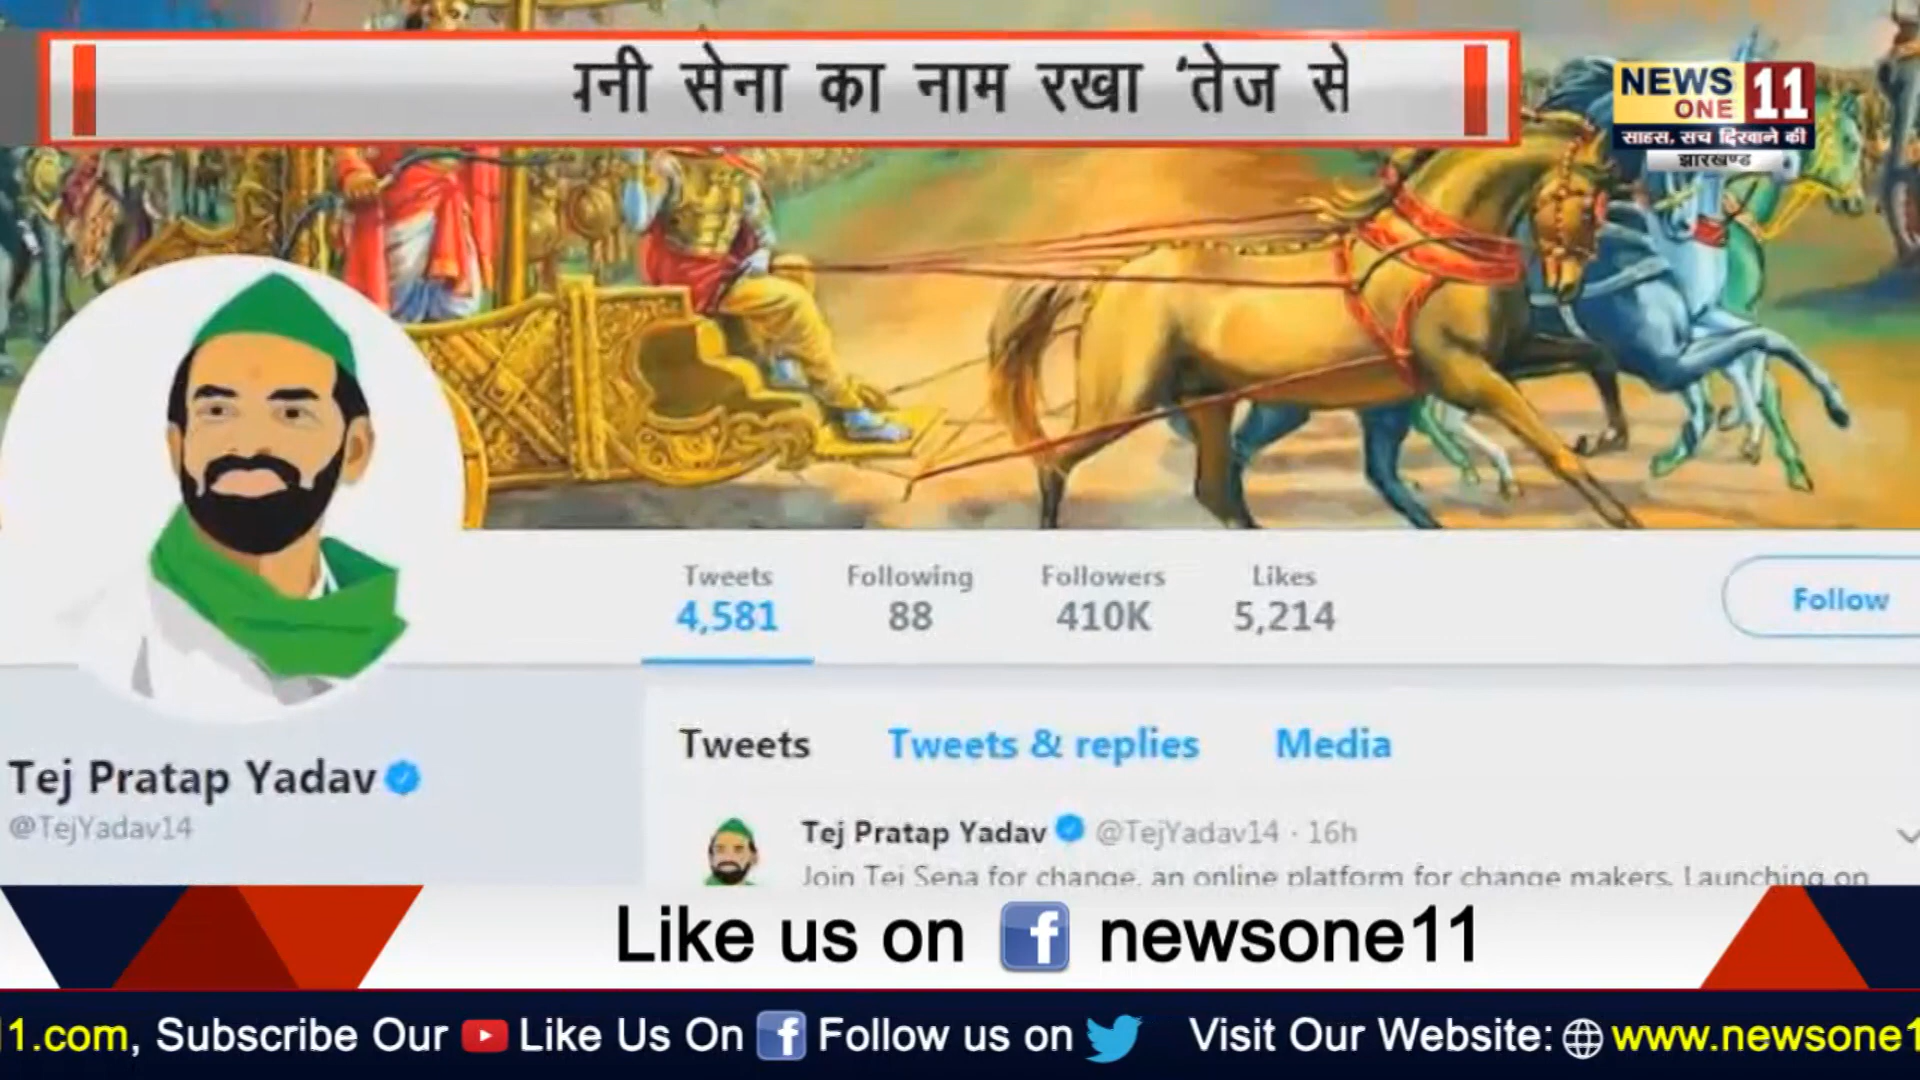 नी सेना का नाम रखा ‘तेज से
NEWS
ONE 11
साहस, सच दिखाने की
झारखण्ड
Tweets Following Followers Likes
4,581 88 410K 5,214
Follow
Tweets Tweets & replies Media
Tej Pratap Yadav
@TejYadav14
Tej Pratap Yadav @TejYadav14 · 16h
Join Tej Sena for change, an online platform for change makers. Launching on
Like us on f newsone11
11.com, Subscribe Our Like Us On f Follow us on Visit Our Website: www.newsone1